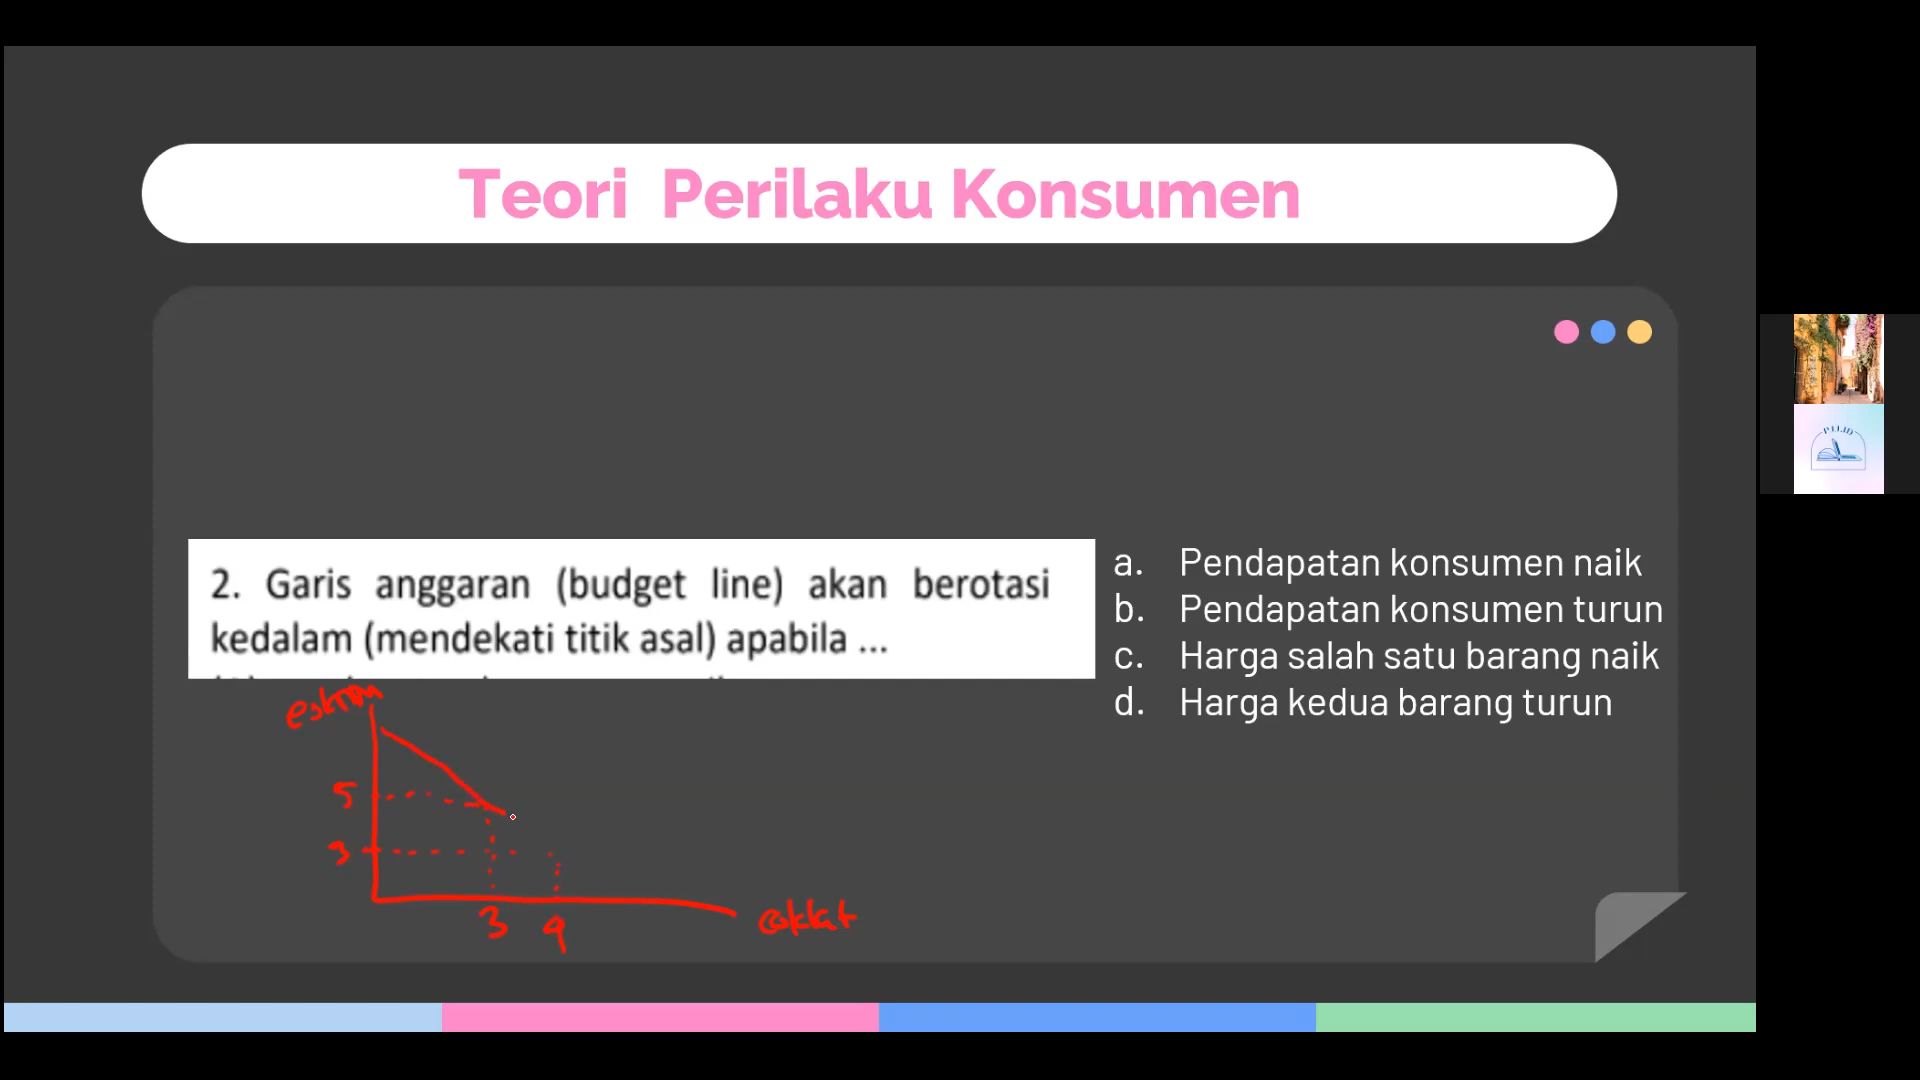 Teori Perilaku Konsumen
2. Garis anggaran (budget line) akan berotasi
kedalam (mendekati titik asal) apabila ...
a. Pendapatan konsumen naik
b. Pendapatan konsumen turun
c. Harga salah satu barang naik
d. Harga kedua barang turun
5
3
3
coklat